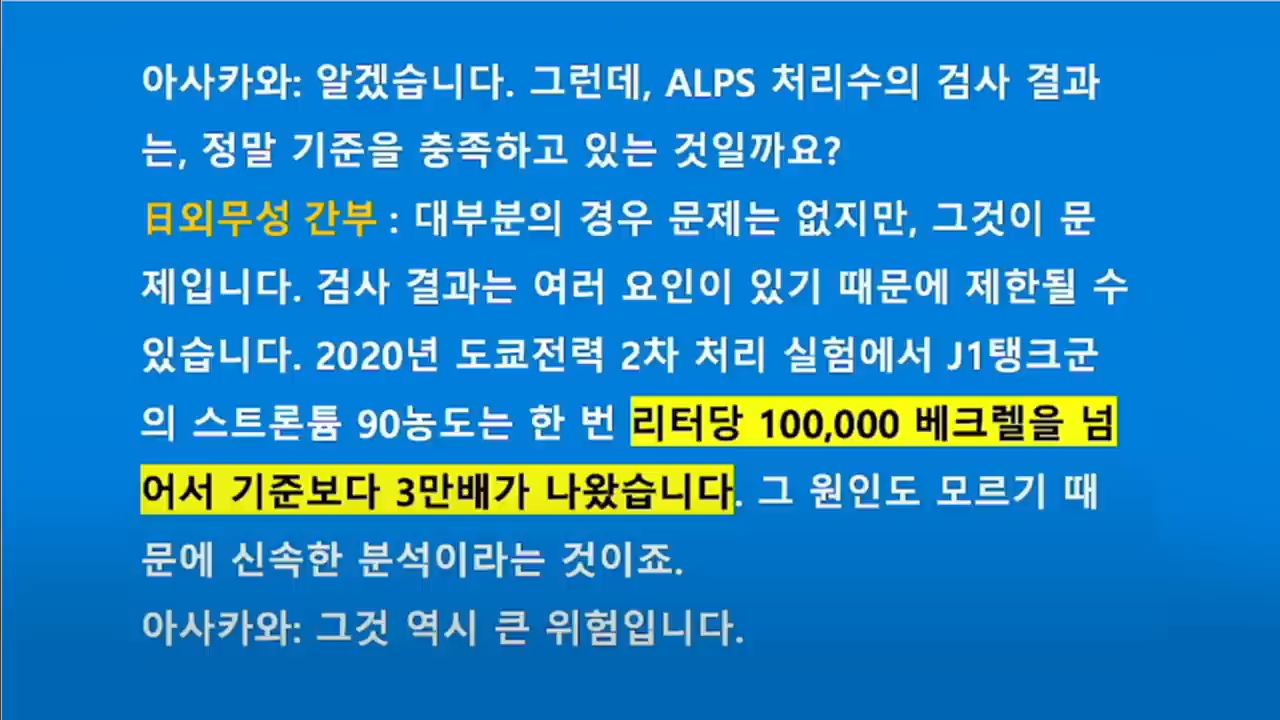 아사카와: 알겠습니다. 그런데, ALPS 처리수의 검사 결과
는, 정말 기준을 충족하고 있는 것일까요?
日외무성 간부 : 대부분의 경우 문제는 없지만, 그것이 문
제입니다. 검사 결과는 여러 요인이 있기 때문에 제한될 수
있습니다. 2020년 도쿄전력 2차 처리 실험에서 J1탱크군
의 스트론튬 90농도는 한 번 리터당 100,000 베크렐을 넘
어서 기준보다 3만배가 나왔습니다. 그 원인도 모르기 때
문에 신속한 분석이라는 것이죠.
아사카와: 그것 역시 큰 위험입니다.